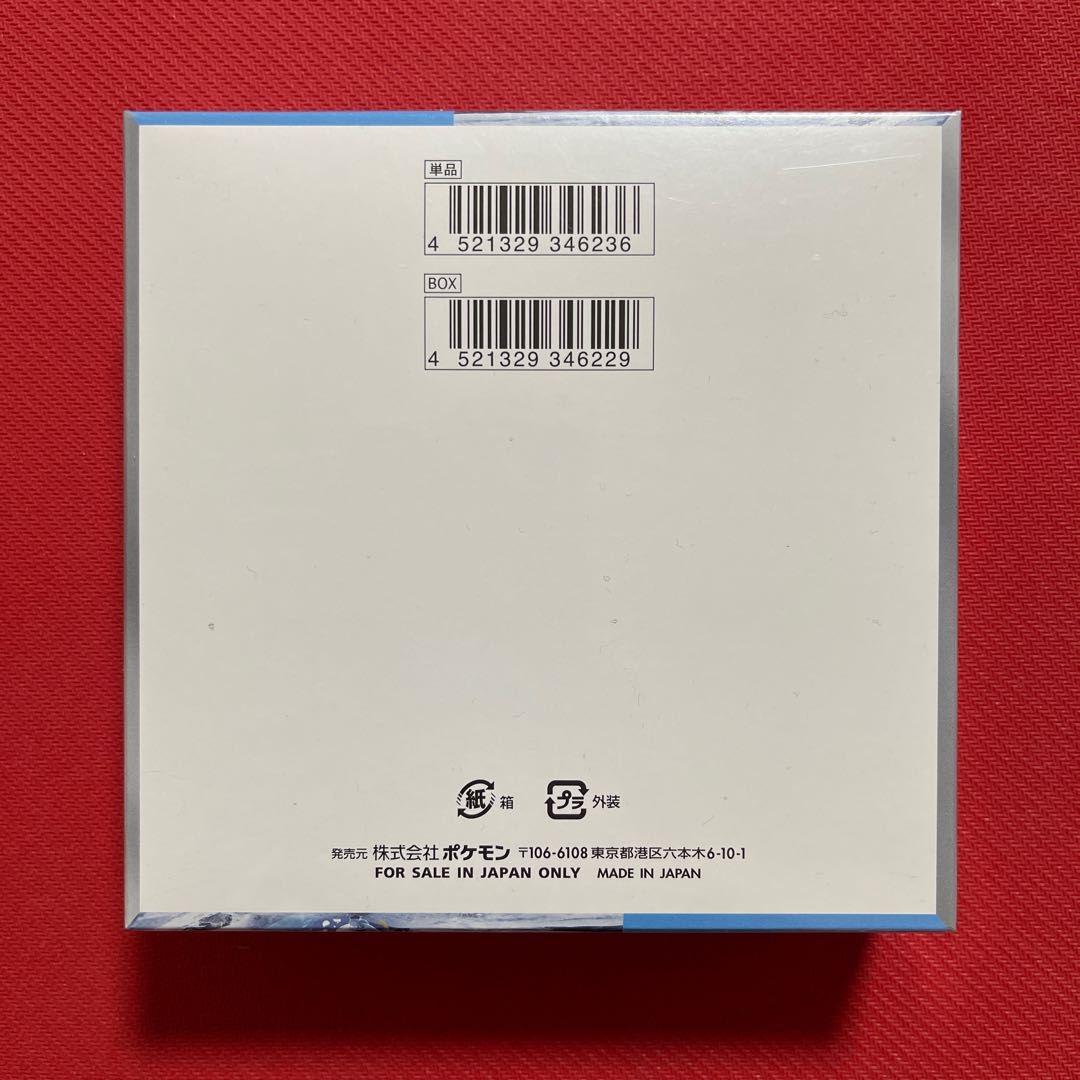 単品
4 521329 346236
BOX
4 521329 346229
紙 箱 プラ 外装
発売元 株式会社 ポケモン 〒106-6108 東京都港区六本木6-10-1
FOR SALE IN JAPAN ONLY MADE IN JAPAN